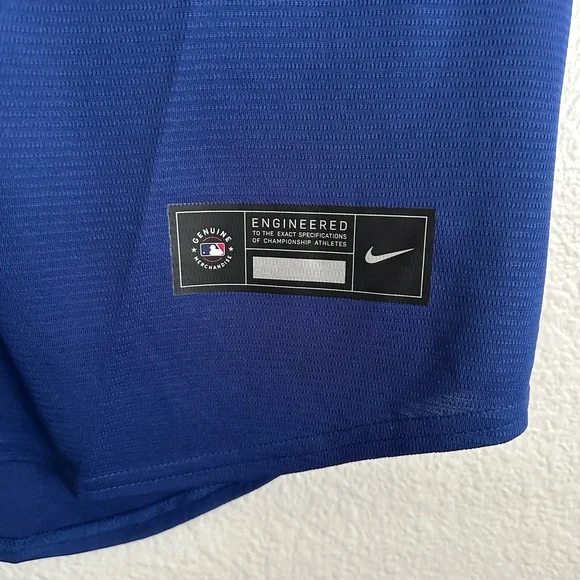 GENUINE
MERCHANDISE
ENGINEERED
TO THE EXACT SPECIFICATIONS
OF CHAMPIONSHIP ATHLETES